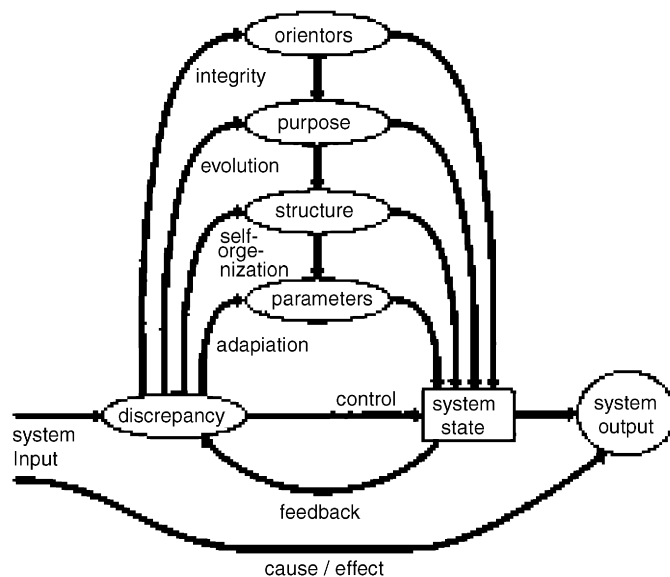 orientors
integrity
purpose
evolution
structure
self-
orge-
nization
parameters
adapiation
control
discrepancy
system
state
system
output
system
Input
feedback
cause / effect